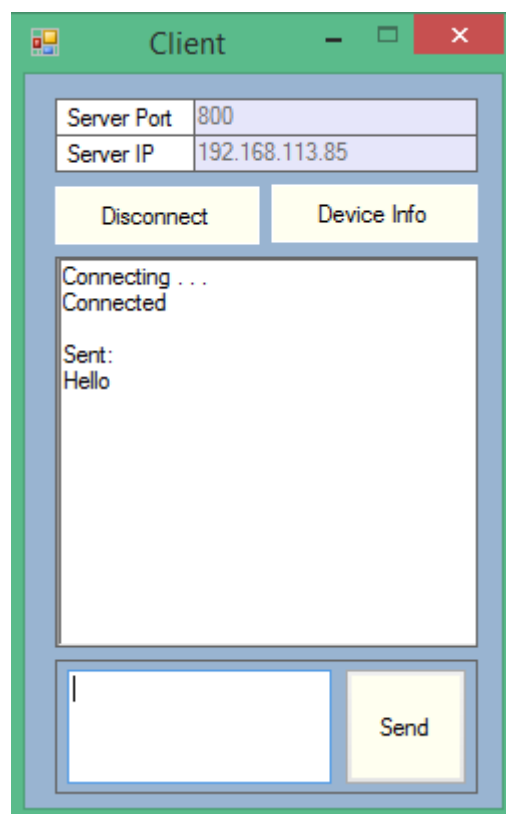 Client
Server Port 800
Server IP 192.168.113.85
Disconnect Device Info
Connecting . . .
Connected
Sent:
Hello
Send